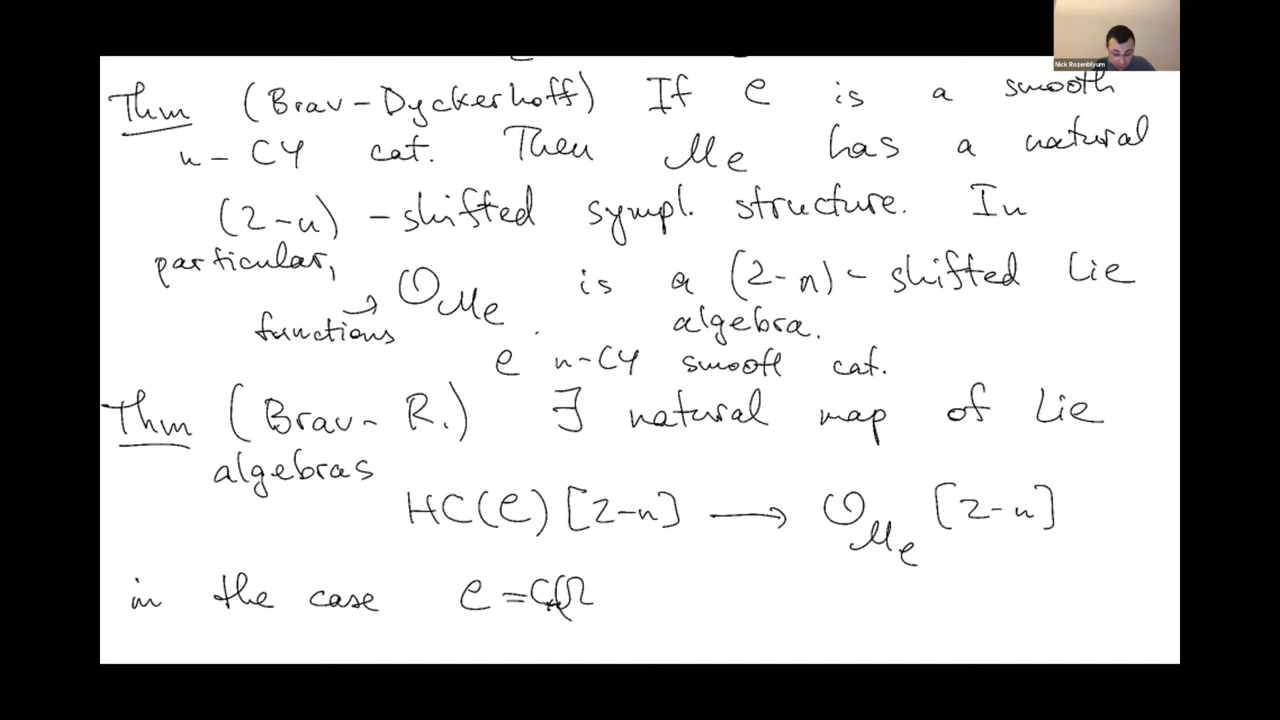 Nick Rozenblyum
Thm (Brav-Dyckerhoff) If C is a smooth
n-CY cat. Then M_C has a natural
(2-n)-shifted sympl. structure. In
particular,
functions → O_{M_C} is a (2-n)-shifted Lie
algebra.
C n-CY smooth cat.
Thm (Brav-R.) ∃ natural map of Lie
algebras
HC(C)[2-n] ⟶ O_{M_C}[2-n]
in the case C = C_*(Ω